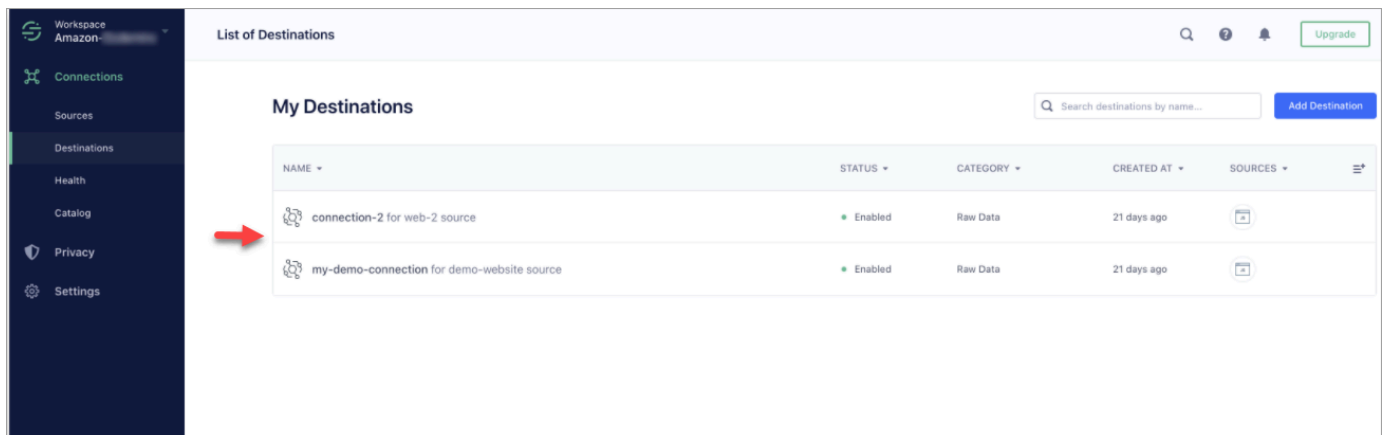 Workspace
Amazon-
List of Destinations
Upgrade
Connections
Sources
Destinations
Health
Catalog
Privacy
Settings
My Destinations
Search destinations by name...
Add Destination
NAME STATUS CATEGORY CREATED AT SOURCES
connection-2 for web-2 source Enabled Raw Data 21 days ago
my-demo-connection for demo-website source Enabled Raw Data 21 days ago